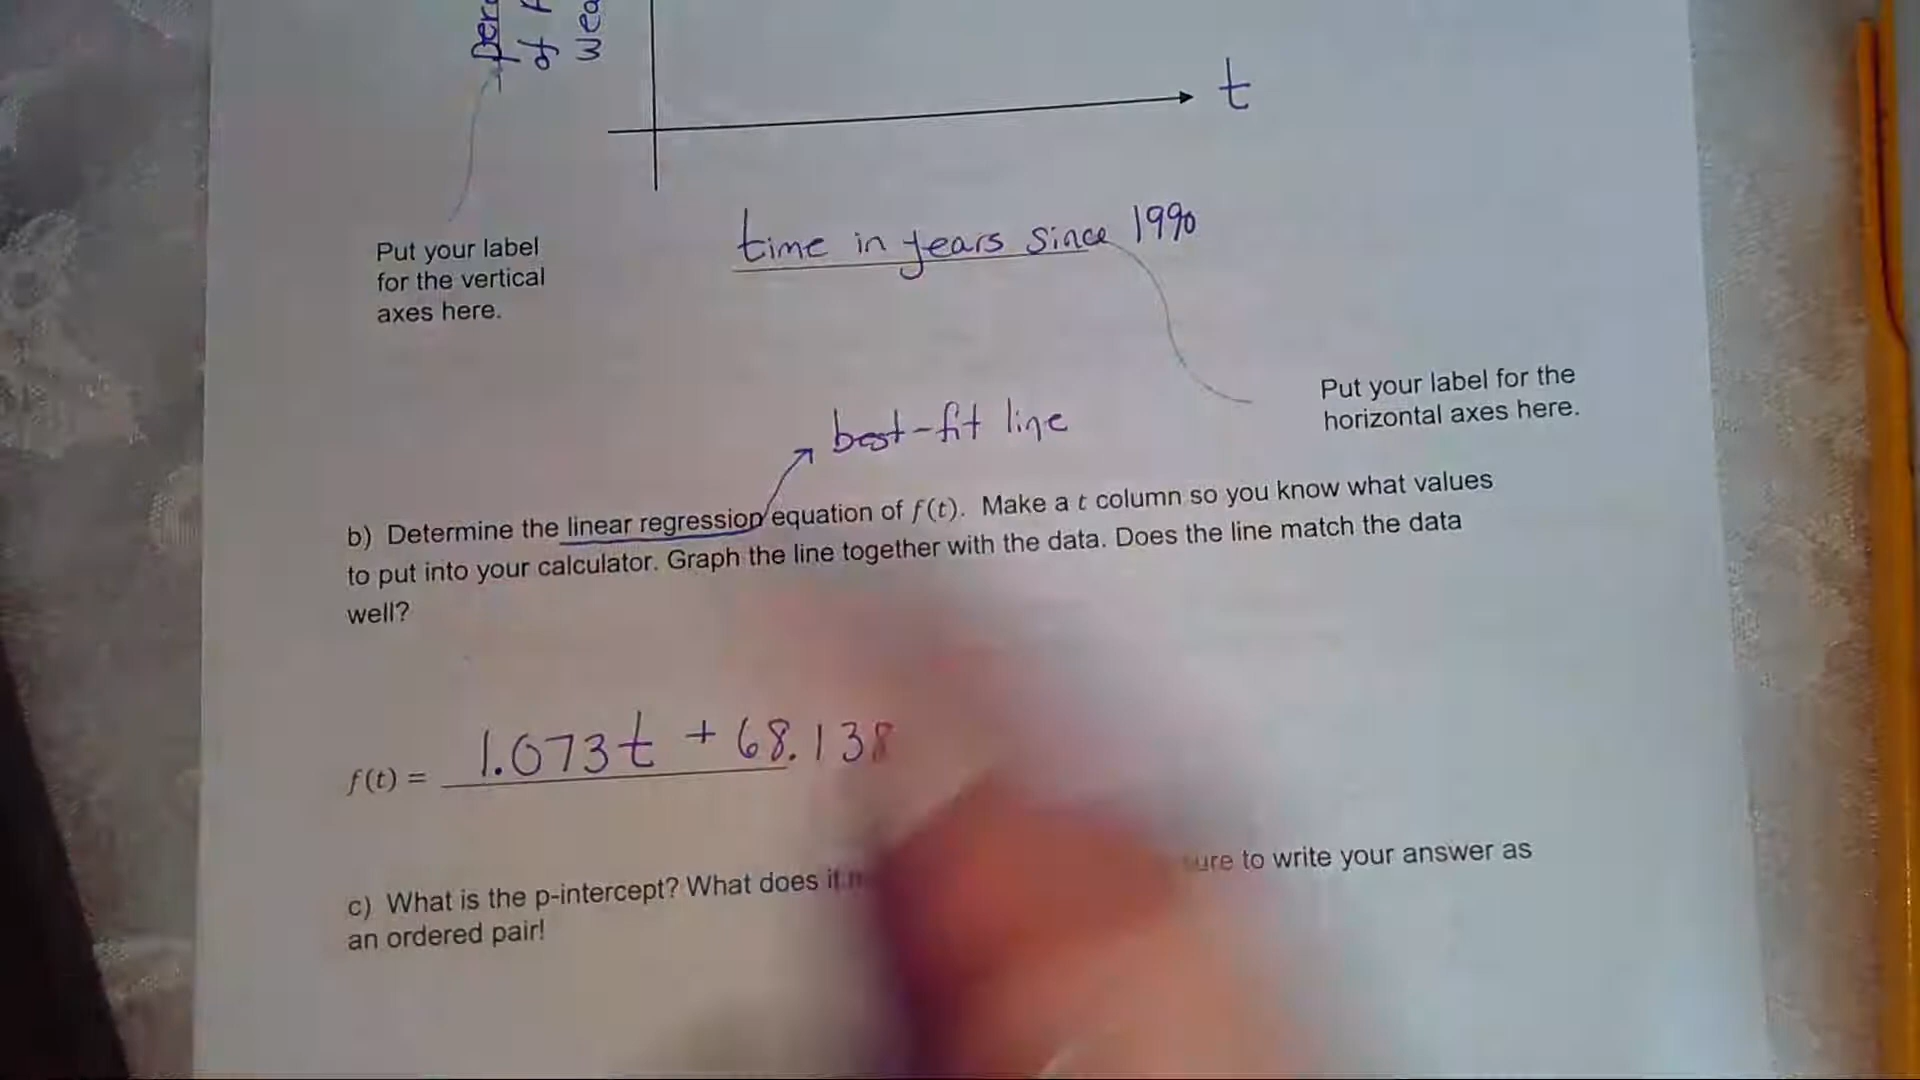 of
t
time in years since 1990
Put your label
for the vertical
axes here.
Put your label for the
horizontal axes here.
best-fit line
b) Determine the linear regression equation of f(t). Make a t column so you know what values
to put into your calculator. Graph the line together with the data. Does the line match the data
well?
f(t) = 1.073t + 68.138
c) What is the p-intercept? What does it to write your answer as
an ordered pair!